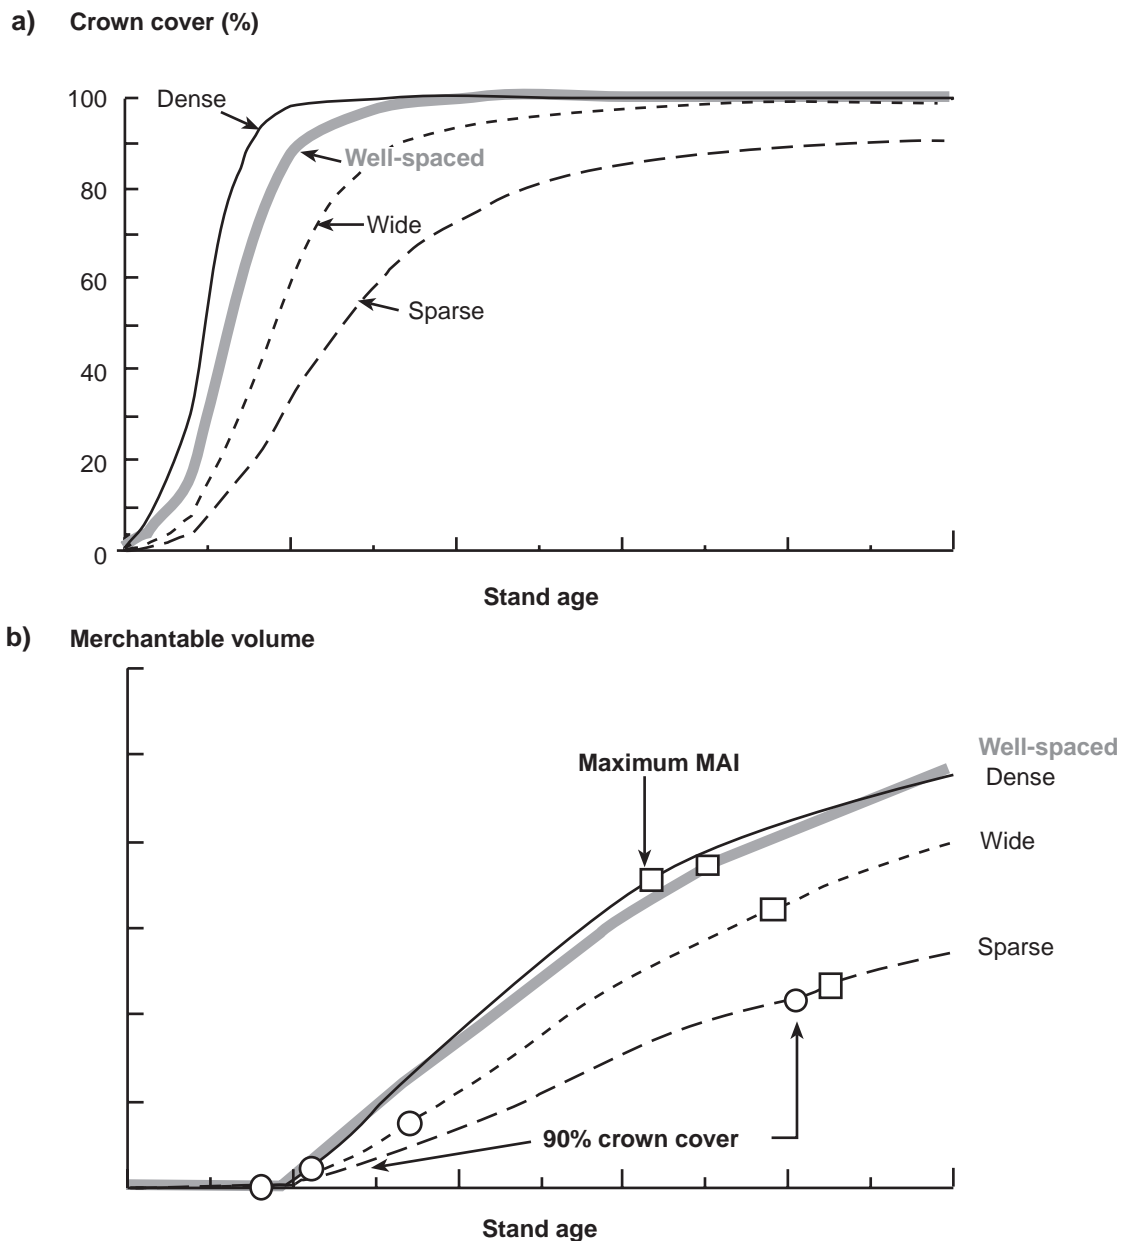 a) Crown cover (%)
100
Dense
Well-spaced
80
Wide
60
Sparse
40
20
0
Stand age
b) Merchantable volume
Well-spaced
Maximum MAI
Dense
Wide
Sparse
90% crown cover
Stand age